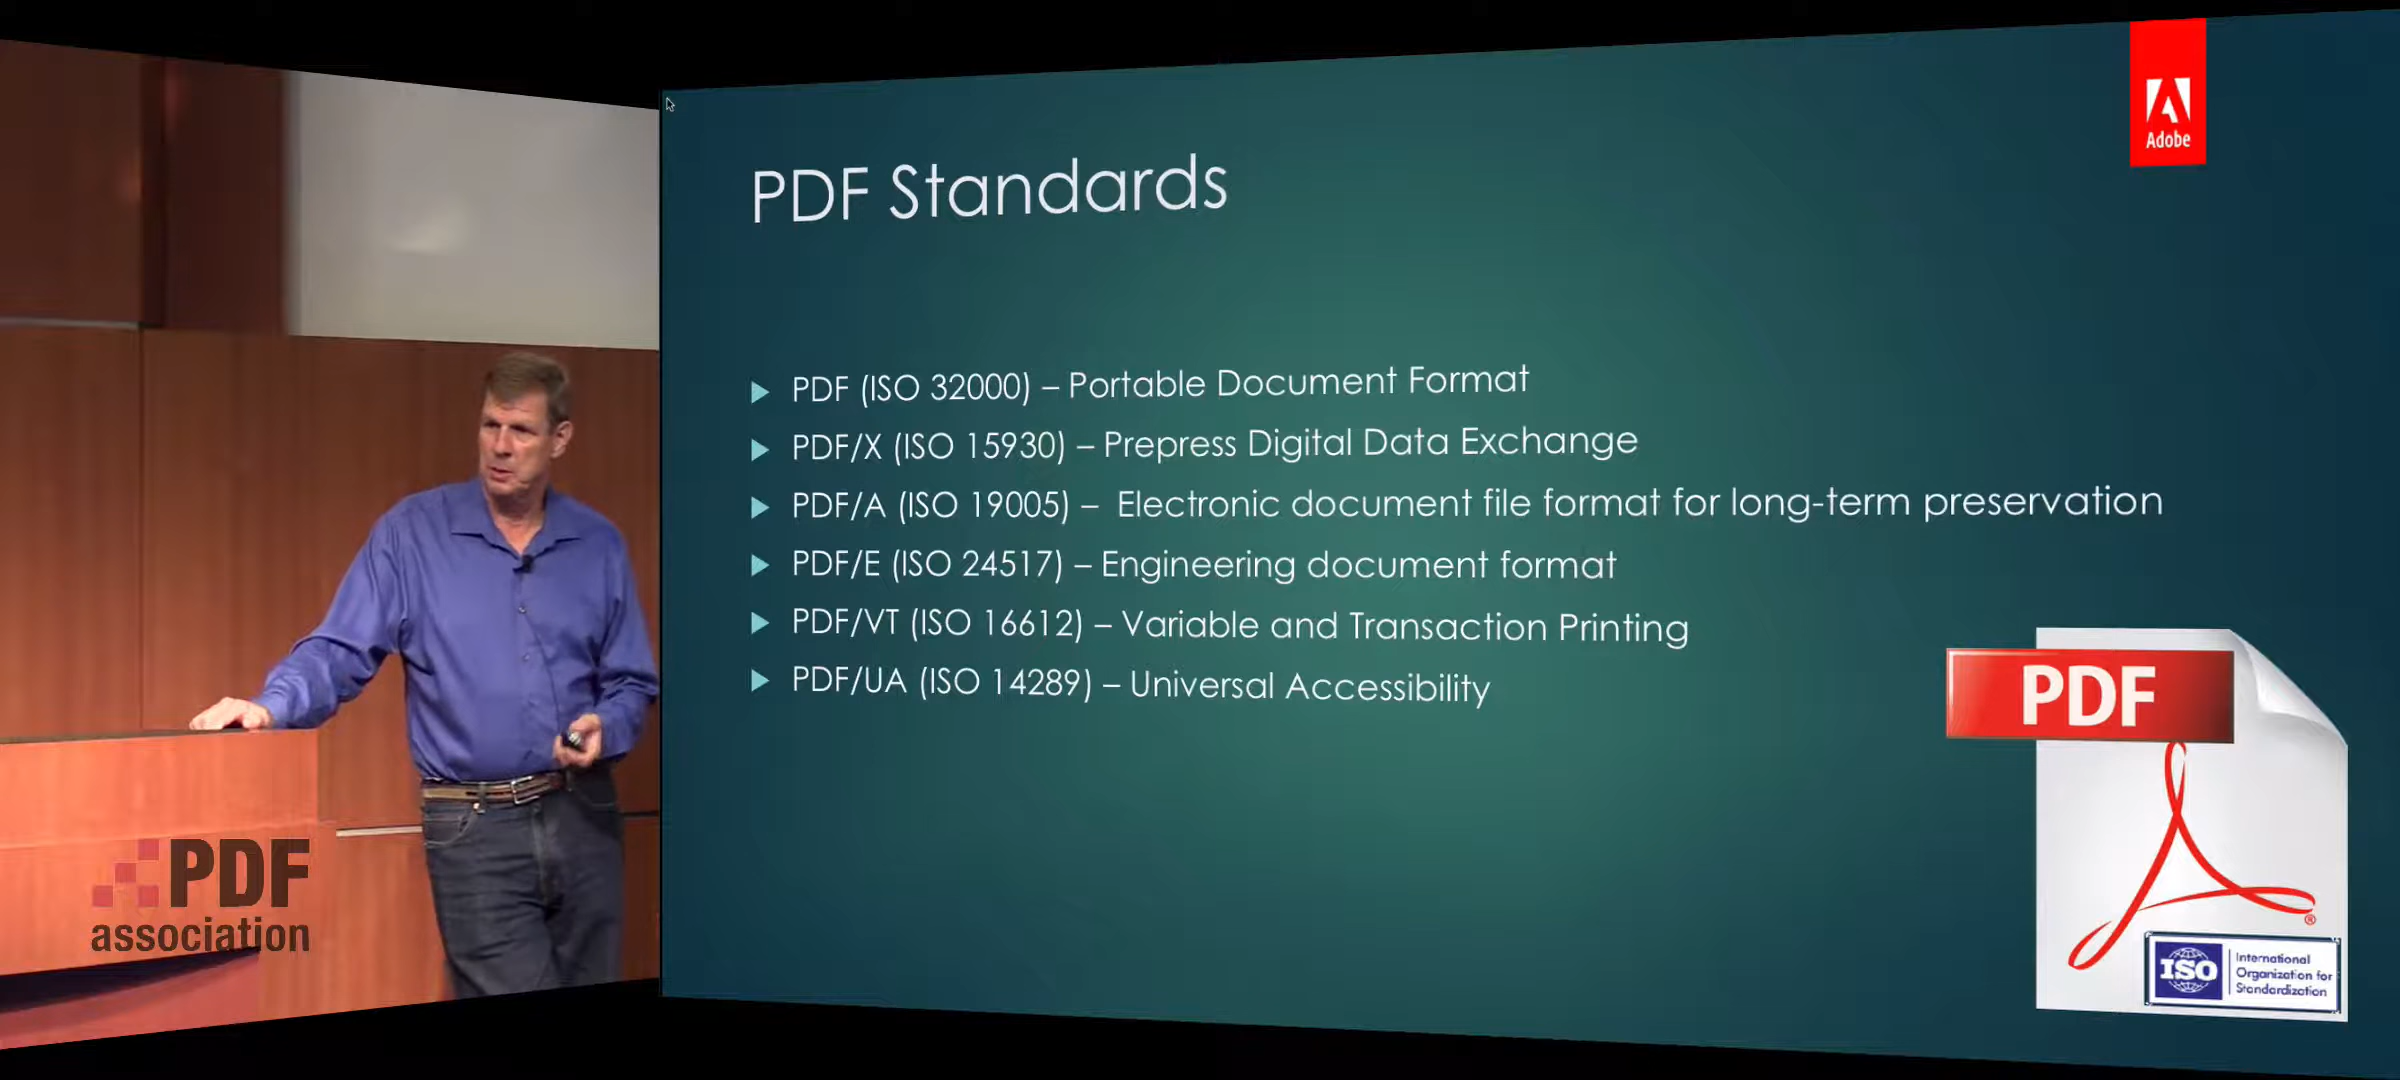 Adobe
PDF Standards
PDF (ISO 32000) – Portable Document Format
PDF/X (ISO 15930) – Prepress Digital Data Exchange
PDF/A (ISO 19005) – Electronic document file format for long-term preservation
PDF/E (ISO 24517) – Engineering document format
PDF/VT (ISO 16612) – Variable and Transaction Printing
PDF/UA (ISO 14289) – Universal Accessibility
PDF
®
ISO
International
Organization for
Standardization
PDF
association